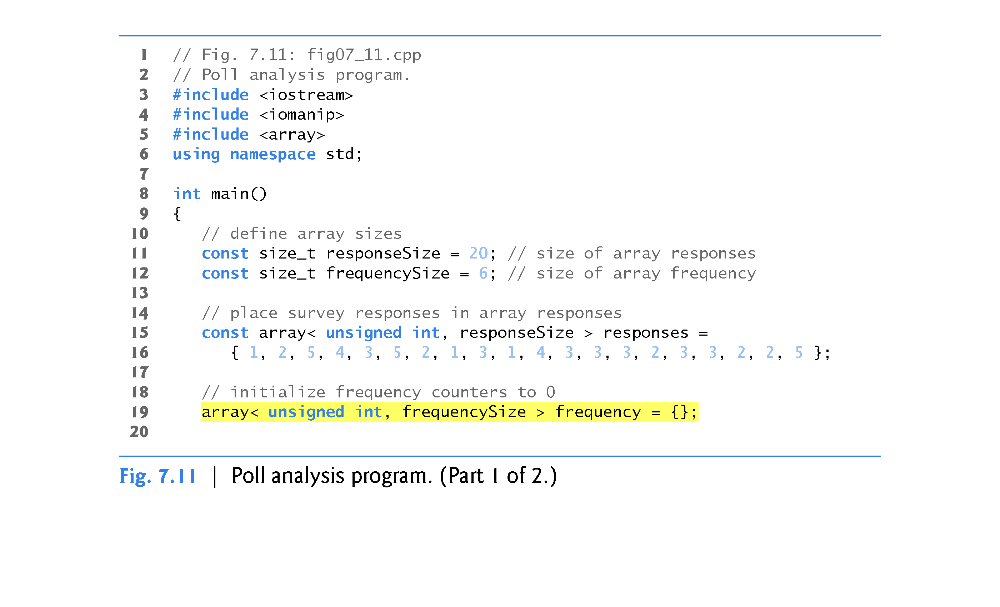 1 // Fig. 7.11: fig07_11.cpp
2 // Poll analysis program.
3 #include <iostream>
4 #include <iomanip>
5 #include <array>
6 using namespace std;
7
8 int main()
9 {
10 // define array sizes
11 const size_t responseSize = 20; // size of array responses
12 const size_t frequencySize = 6; // size of array frequency
13
14 // place survey responses in array responses
15 const array< unsigned int, responseSize > responses =
16 { 1, 2, 5, 4, 3, 5, 2, 1, 3, 1, 4, 3, 3, 3, 2, 3, 3, 2, 2, 5 };
17
18 // initialize frequency counters to 0
19 array< unsigned int, frequencySize > frequency = {};
20
Fig. 7.11 | Poll analysis program. (Part 1 of 2.)